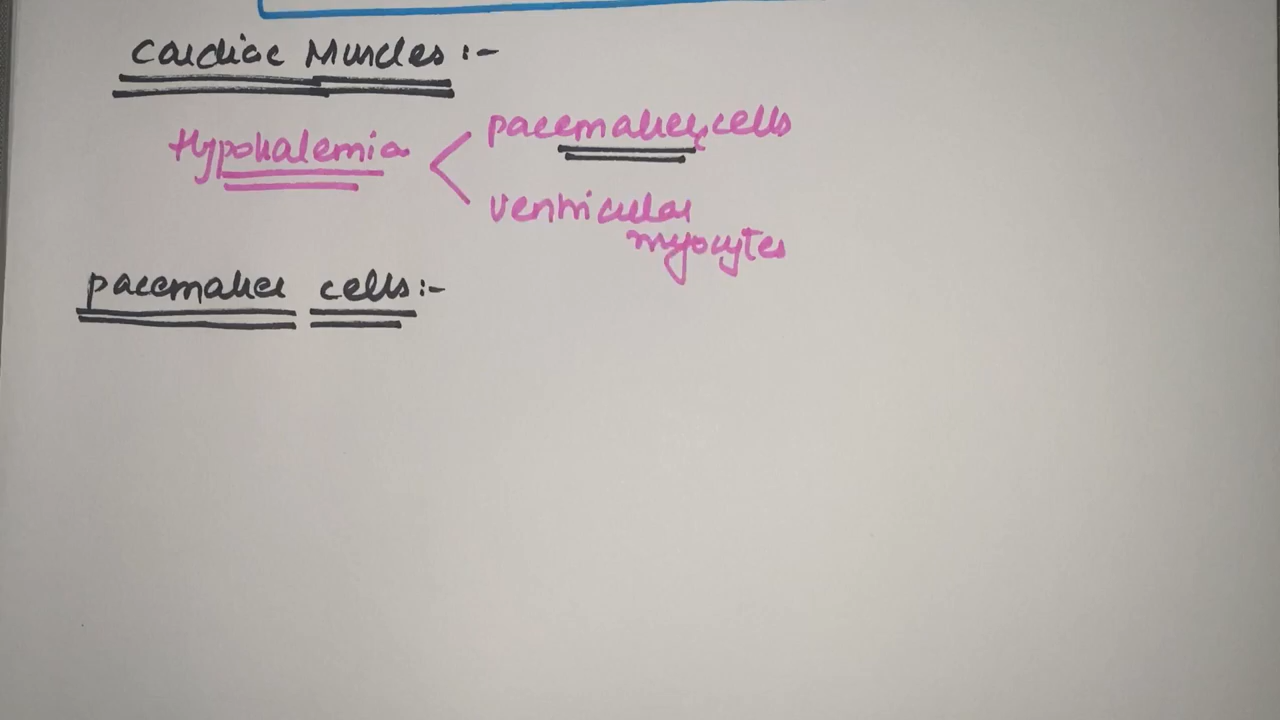 Cardiac Muscles :-
Hypokalemia
pacemaker cells
ventricular
myocytes
pacemaker cells :-